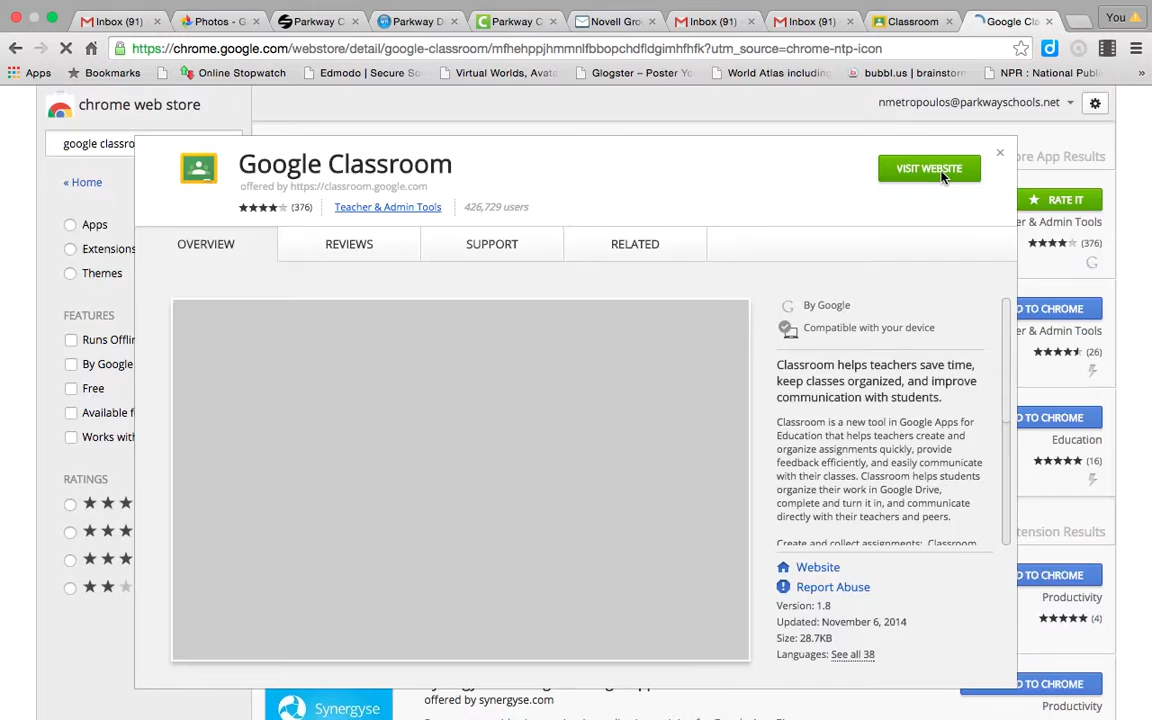 Inbox (91)
Photos - G
Parkway C
Parkway D
Parkway C
Novell Gro
Inbox (91)
Inbox (91)
Classroom
Google Cla
You
https://chrome.google.com/webstore/detail/google-classroom/mfhehppjhmmnlfbbopchdfldgimhfhfk?utm_source=chrome-ntp-icon
Apps
Bookmarks
Online Stopwatch
Edmodo | Secure So
Virtual Worlds, Avata
Glogster – Poster Yo
World Atlas including
bubbl.us | brainstorm
NPR : National Publi
»
chrome web store
nmetropoulos@parkwayschools.net
google classro
« Home
Apps
Extensions
Themes
FEATURES
Runs Offlin
By Google
Free
Available f
Works with
RATINGS
Google Classroom
offered by https://classroom.google.com
(376)
Teacher & Admin Tools
426,729 users
VISIT WEBSITE
OVERVIEW
REVIEWS
SUPPORT
RELATED
By Google
Compatible with your device
Classroom helps teachers save time,
keep classes organized, and improve
communication with students.
Classroom is a new tool in Google Apps for
Education that helps teachers create and
organize assignments quickly, provide
feedback efficiently, and easily communicate
with their classes. Classroom helps students
organize their work in Google Drive,
complete and turn it in, and communicate
directly with their teachers and peers.
Create and collect assignments: Classroom
Website
Report Abuse
Version: 1.8
Updated: November 6, 2014
Size: 28.7KB
Languages: See all 38
ore App Results
RATE IT
& Admin Tools
(376)
D TO CHROME
er & Admin Tools
(26)
D TO CHROME
Education
(16)
tension Results
D TO CHROME
Productivity
(4)
D TO CHROME
Productivity
Synergyse
offered by synergyse.com